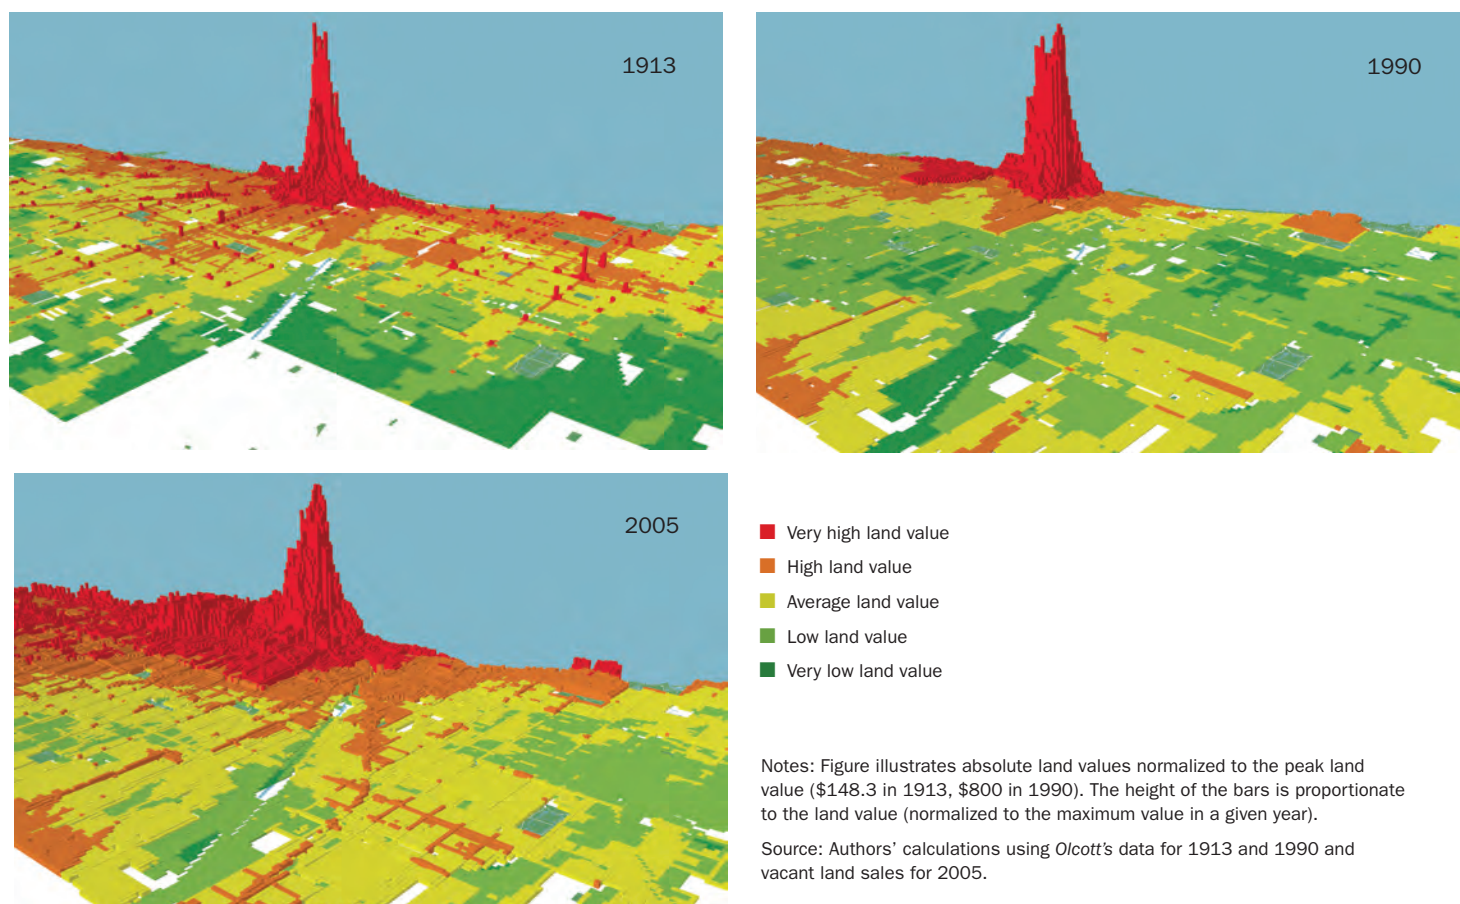 1913
1990
2005
Very high land value
High land value
Average land value
Low land value
Very low land value
Notes: Figure illustrates absolute land values normalized to the peak land
value ($148.3 in 1913, $800 in 1990). The height of the bars is proportionate
to the land value (normalized to the maximum value in a given year).
Source: Authors’ calculations using Olcott’s data for 1913 and 1990 and
vacant land sales for 2005.